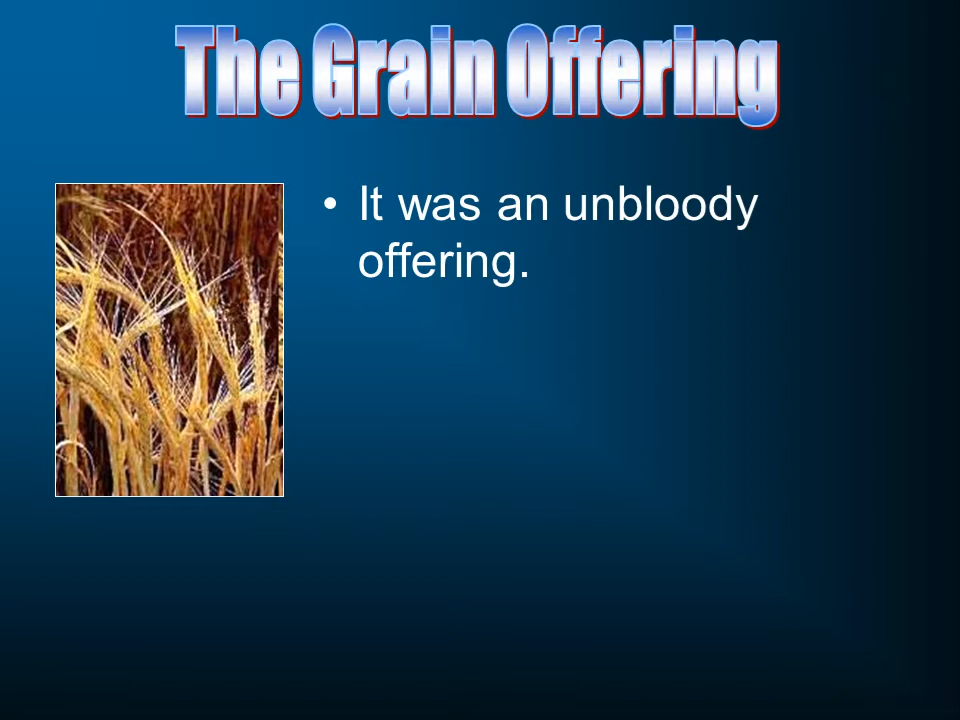 The Grain Offering
• It was an unbloody
offering.